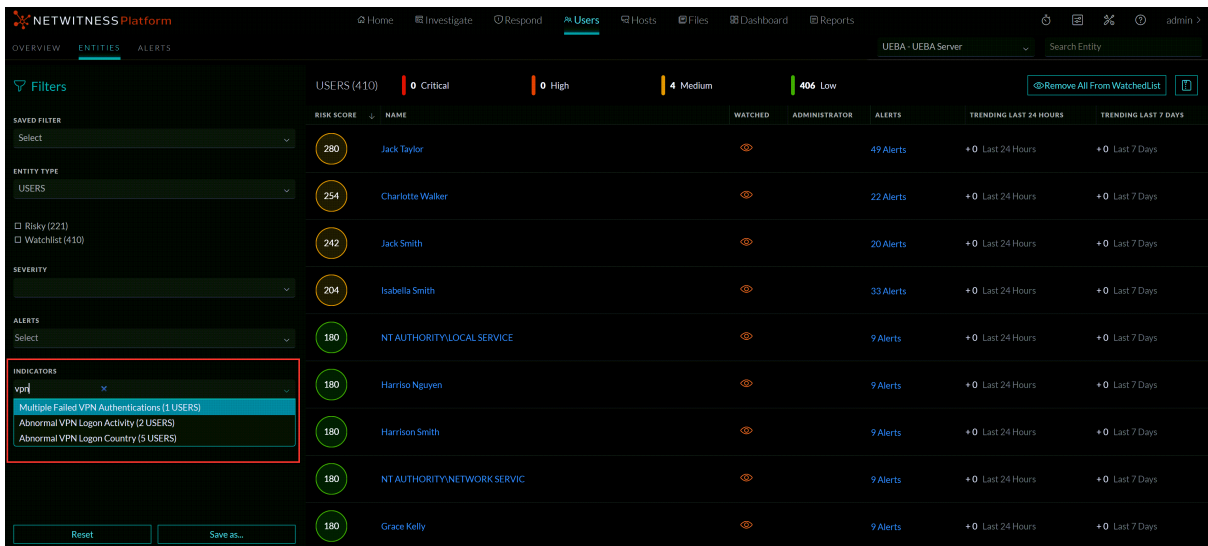 NETWITNESS Platform
Home Investigate Respond Users Hosts Files Dashboard Reports admin >
OVERVIEW ENTITIES ALERTS UEBA - UEBA Server Search Entity
Filters
USERS (410) 0 Critical 0 High 4 Medium 406 Low Remove All From WatchedList
SAVED FILTER
Select
ENTITY TYPE
USERS
Risky (221)
Watchlist (410)
SEVERITY
ALERTS
Select
INDICATORS
vpn
Multiple Failed VPN Authentications (1 USERS)
Abnormal VPN Logon Activity (2 USERS)
Abnormal VPN Logon Country (5 USERS)
Reset Save as...
RISK SCORE NAME WATCHED ADMINISTRATOR ALERTS TRENDING LAST 24 HOURS TRENDING LAST 7 DAYS
280 Jack Taylor 49 Alerts + 0 Last 24 Hours + 0 Last 7 Days
254 Charlotte Walker 22 Alerts + 0 Last 24 Hours + 0 Last 7 Days
242 Jack Smith 20 Alerts + 0 Last 24 Hours + 0 Last 7 Days
204 Isabella Smith 33 Alerts + 0 Last 24 Hours + 0 Last 7 Days
180 NT AUTHORITY\LOCAL SERVICE 9 Alerts + 0 Last 24 Hours + 0 Last 7 Days
180 Harriso Nguyen 9 Alerts + 0 Last 24 Hours + 0 Last 7 Days
180 Harrison Smith 9 Alerts + 0 Last 24 Hours + 0 Last 7 Days
180 NT AUTHORITY\NETWORK SERVIC 9 Alerts + 0 Last 24 Hours + 0 Last 7 Days
180 Grace Kelly 9 Alerts + 0 Last 24 Hours + 0 Last 7 Days